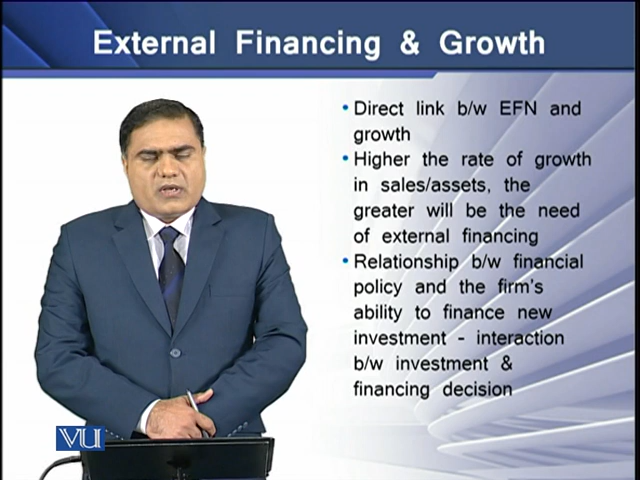 External Financing & Growth
• Direct link b/w EFN and
growth
• Higher the rate of growth
in sales/assets, the
greater will be the need
of external financing
• Relationship b/w financial
policy and the firm's
ability to finance new
investment - interaction
b/w investment &
financing decision
VU